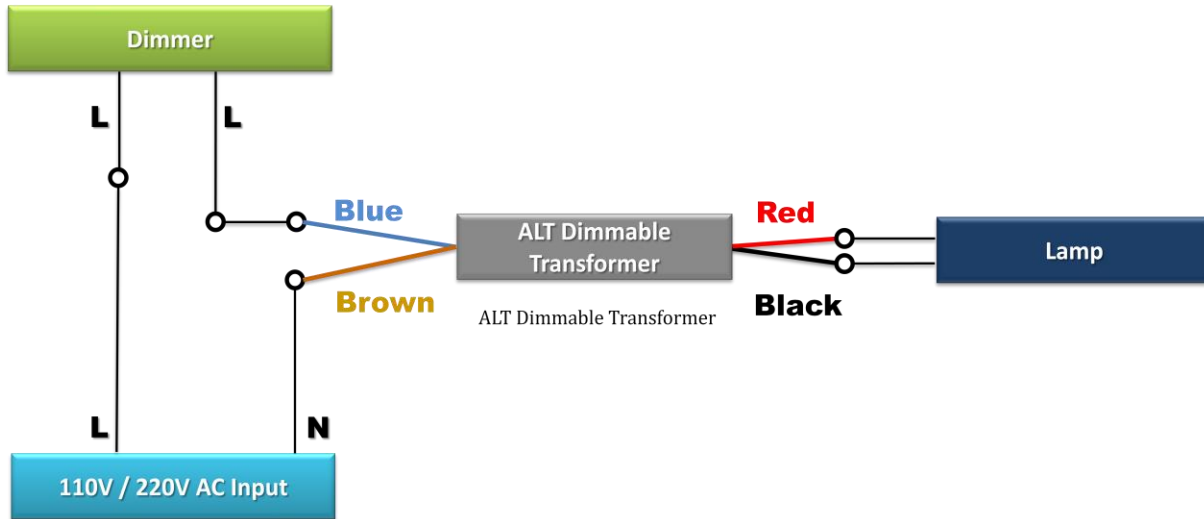 Dimmer
L
L
Blue
Red
ALT Dimmable
Transformer
Lamp
Brown
Black
ALT Dimmable Transformer
L
N
110V / 220V AC Input